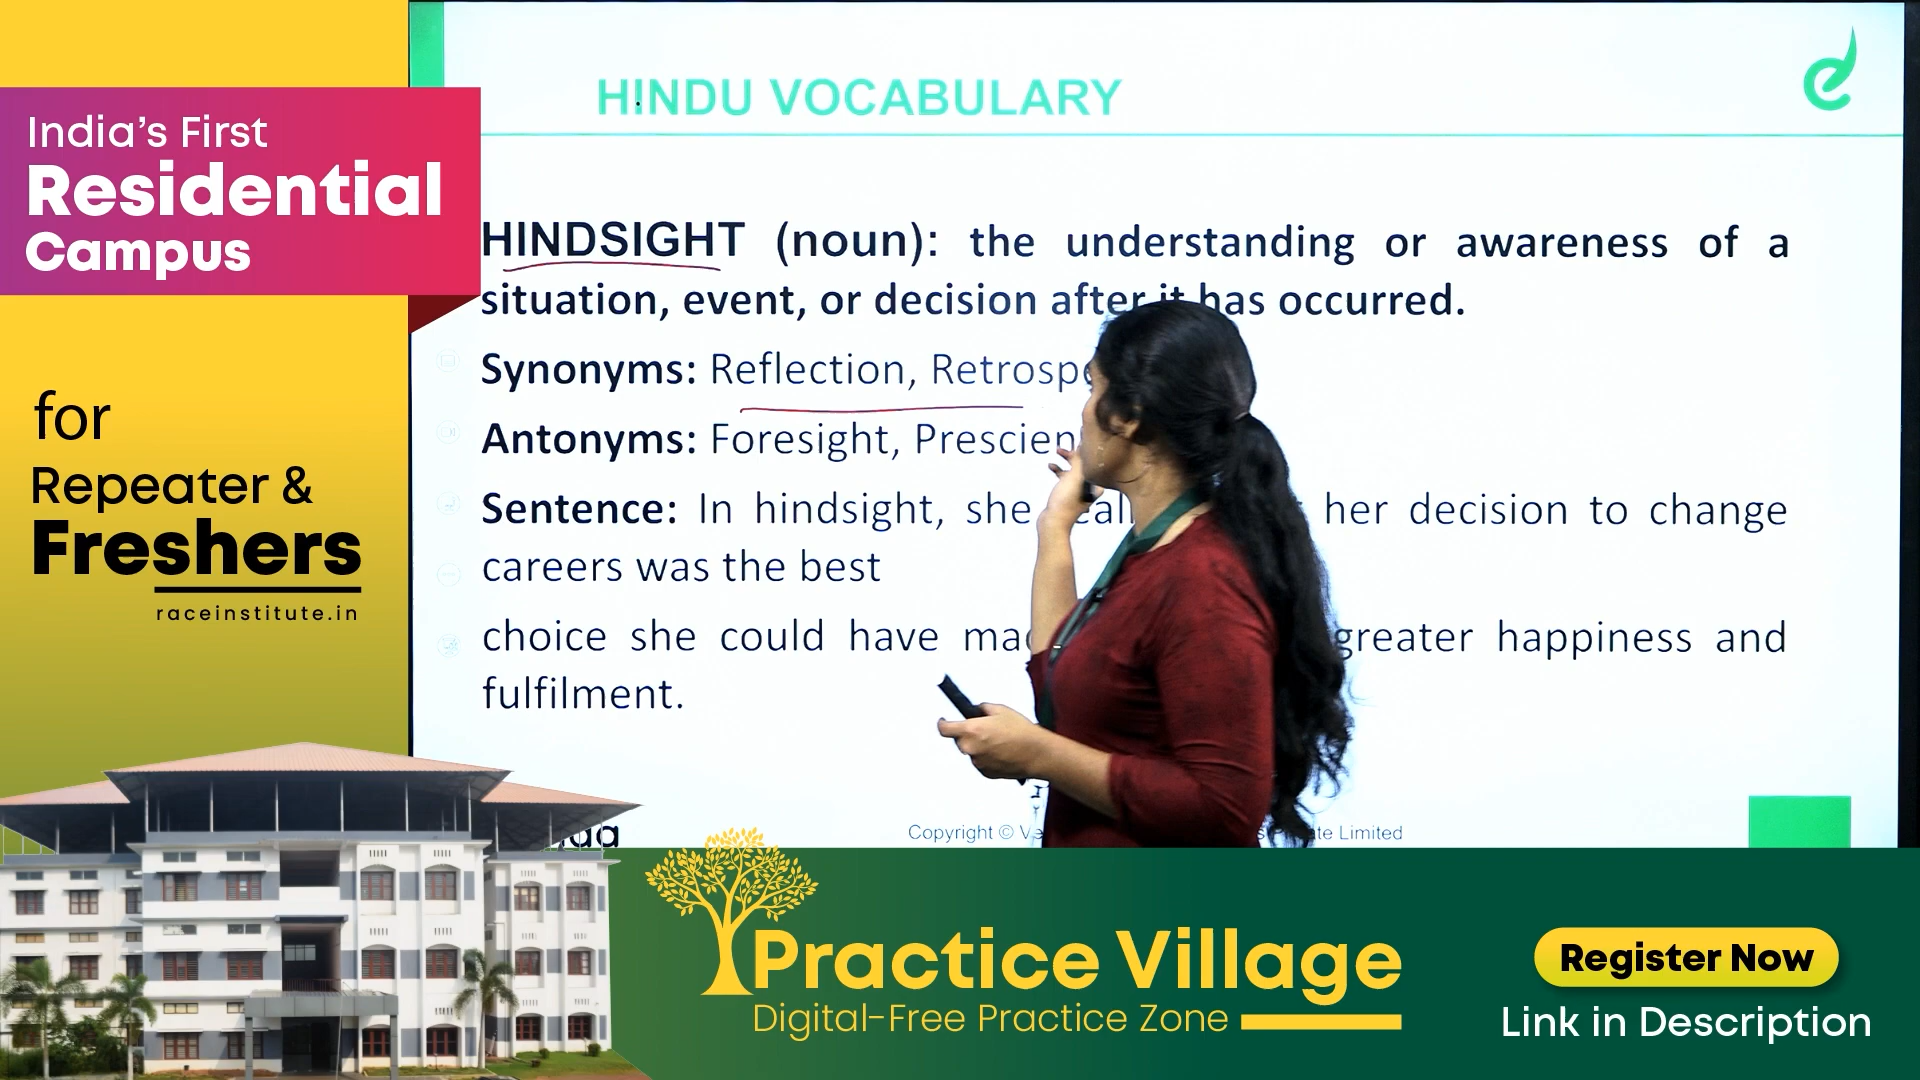 India's First
Residential
Campus
for
Repeater &
Freshers
raceinstitute.in
HINDU VOCABULARY
HINDSIGHT (noun): the understanding or awareness of a
situation, event, or decision after it has occurred.
Synonyms: Reflection,
Antonyms: Foresight,
Sentence: In hindsight, she her decision to change
careers was the best
choice she could have greater happiness and
fulfilment.
Copyright © Limited
Practice Village
Digital-Free Practice Zone
Register Now
Link in Description